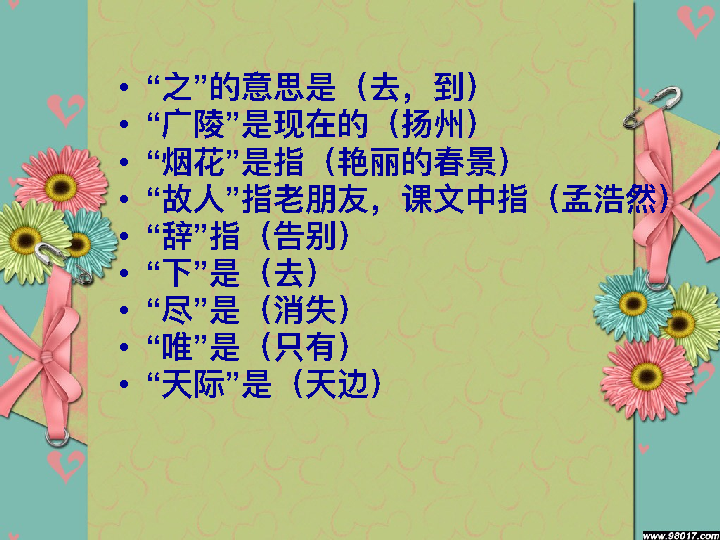 • “之”的意思是（去，到）
• “广陵”是现在的（扬州）
• “烟花”是指（艳丽的春景）
• “故人”指老朋友，课文中指（孟浩然）
• “辞”指（告别）
• “下”是（去）
• “尽”是（消失）
• “唯”是（只有）
• “天际”是（天边）
www.98017.com